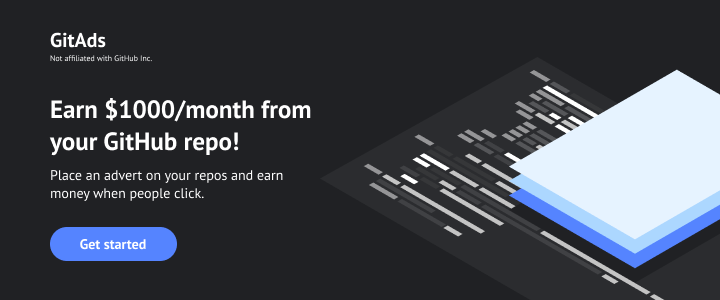 GitAds
Not affiliated with GitHub Inc.
Earn $1000/month from
your GitHub repo!
Place an advert on your repos and earn
money when people click.
Get started